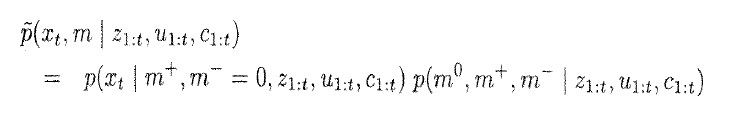 p̃(x_t, m | z_{1:t}, u_{1:t}, c_{1:t})
= p(x_t | m^+, m^- = 0, z_{1:t}, u_{1:t}, c_{1:t}) p(m^0, m^+, m^- | z_{1:t}, u_{1:t}, c_{1:t})